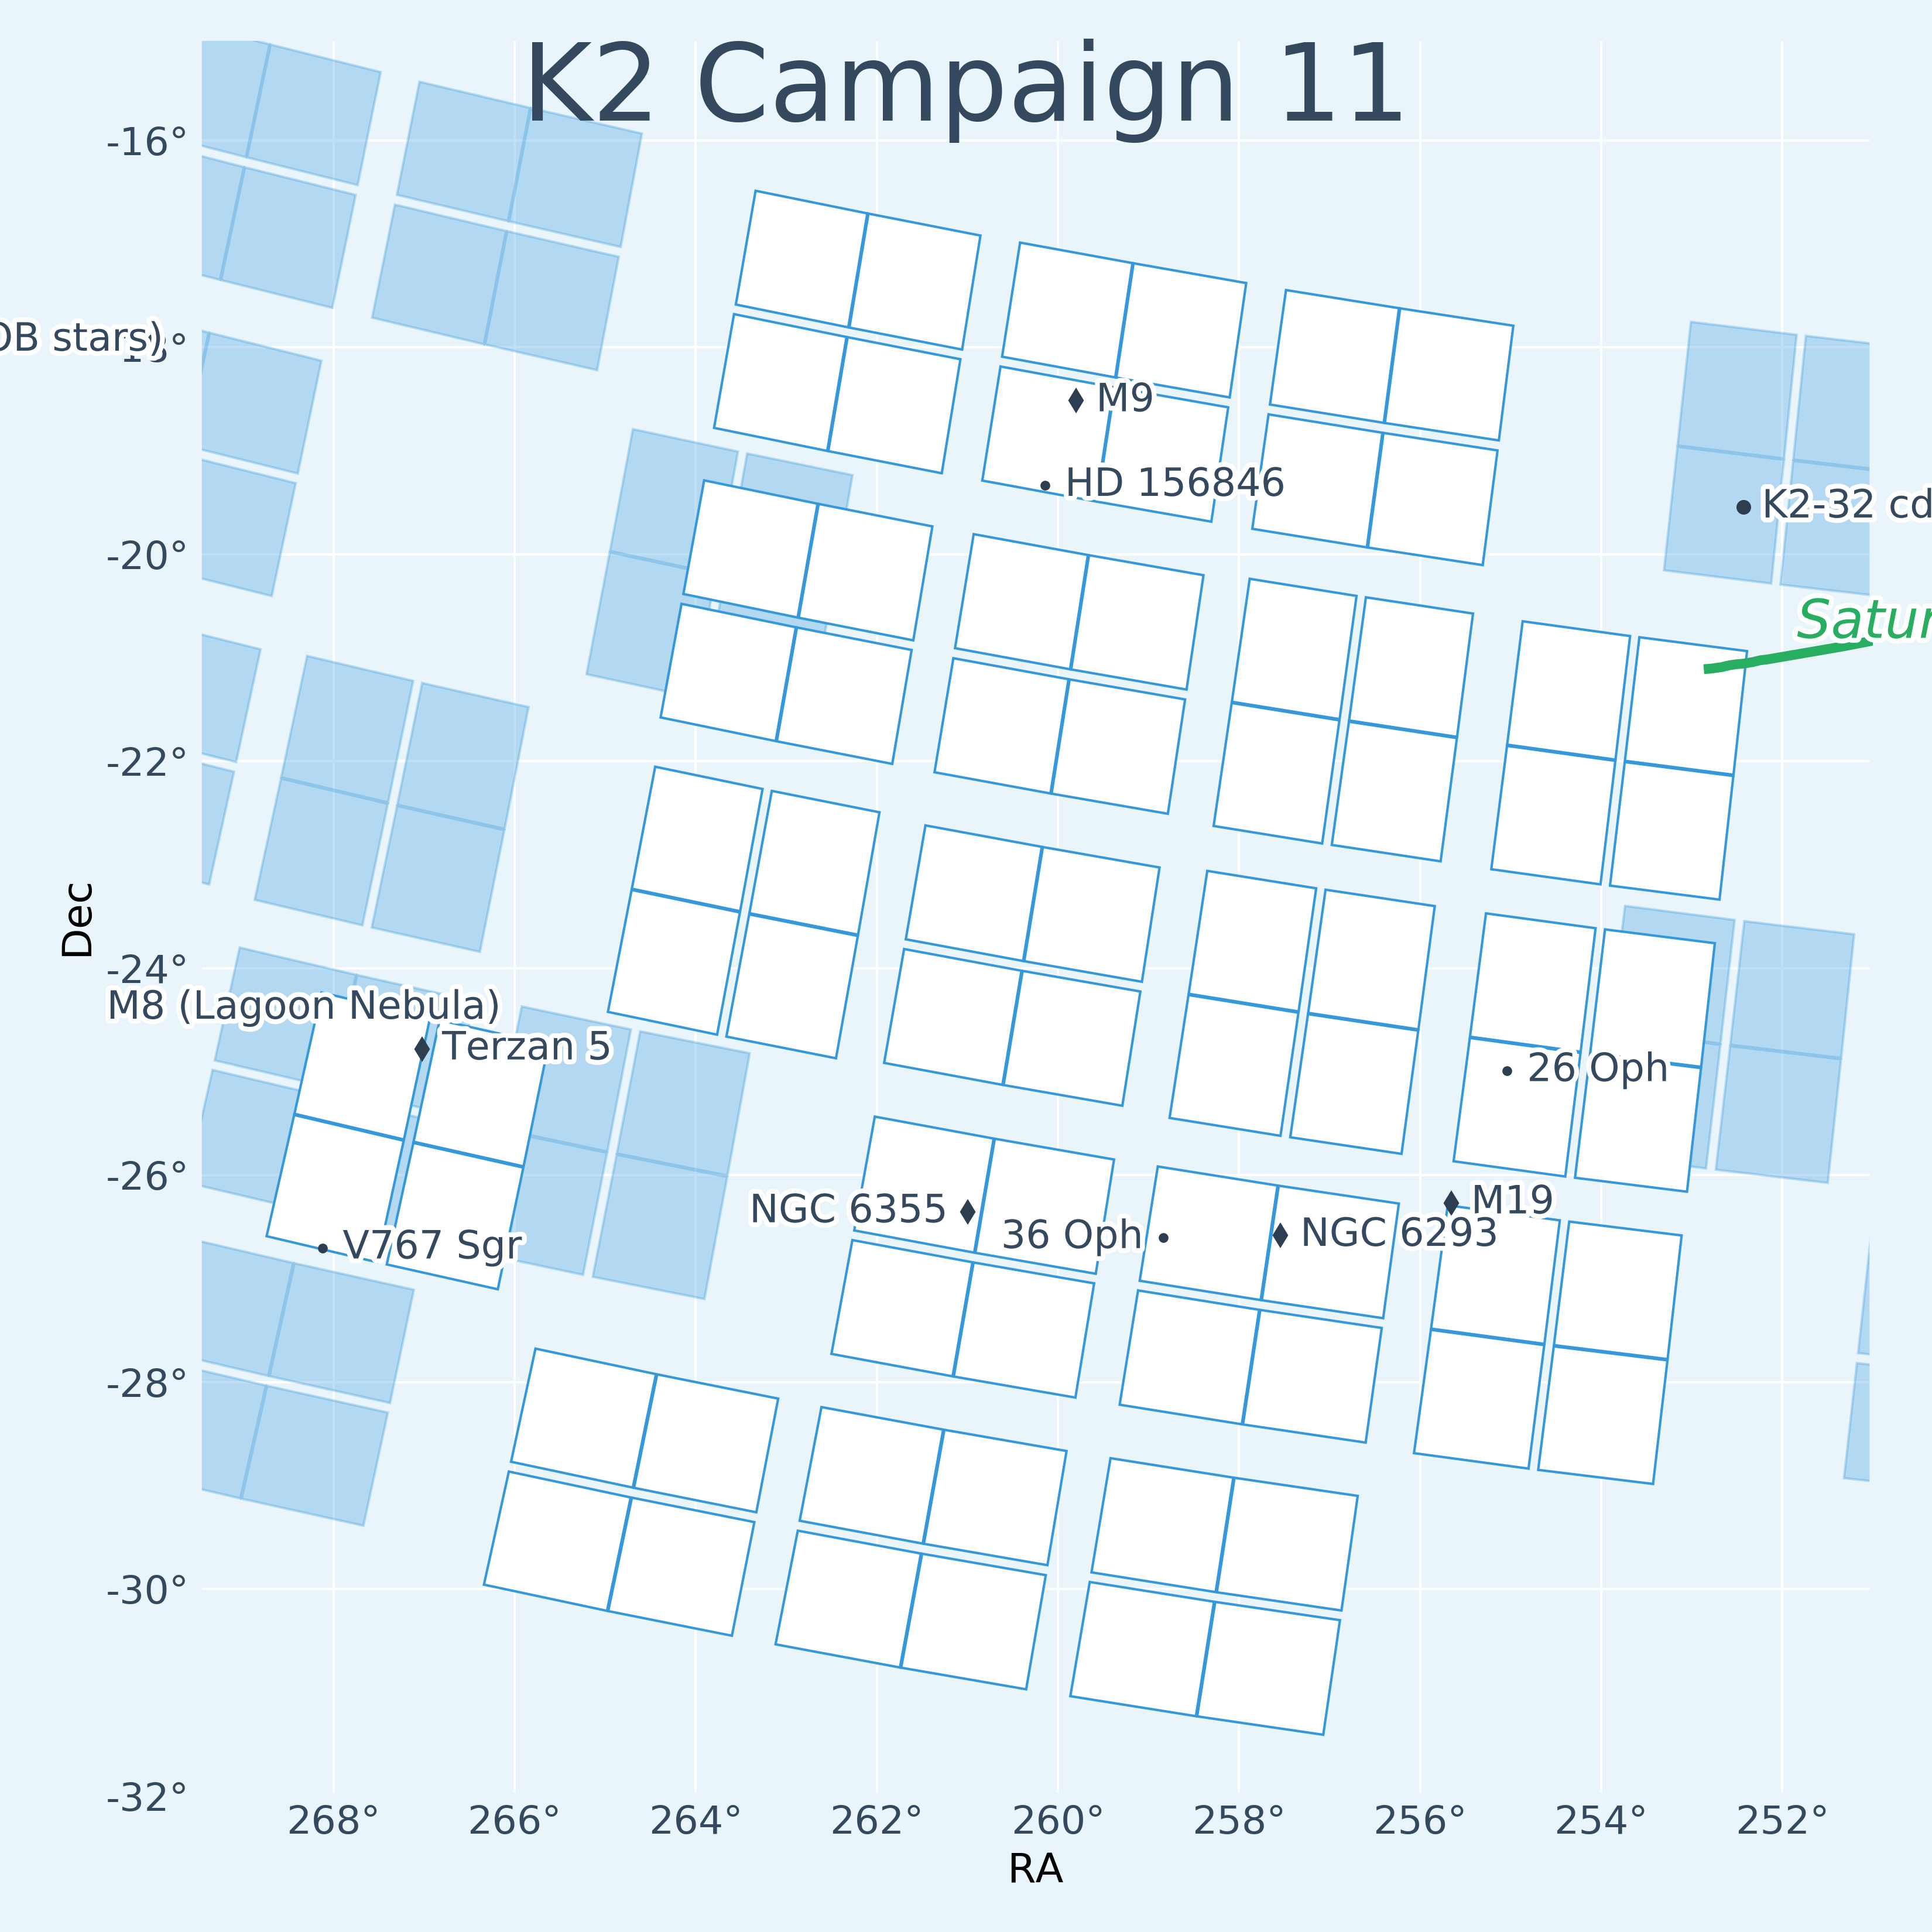 K2 Campaign 11
-16°
OB stars)
M9
HD 156846
K2-32 cd
-20°
Satur
-22°
Dec
-24°
M8 (Lagoon Nebula)
Terzan 5
26 Oph
-26°
NGC 6355
M19
36 Oph
NGC 6293
V767 Sgr
-28°
-30°
-32°
268° 266° 264° 262° 260° 258° 256° 254° 252°
RA